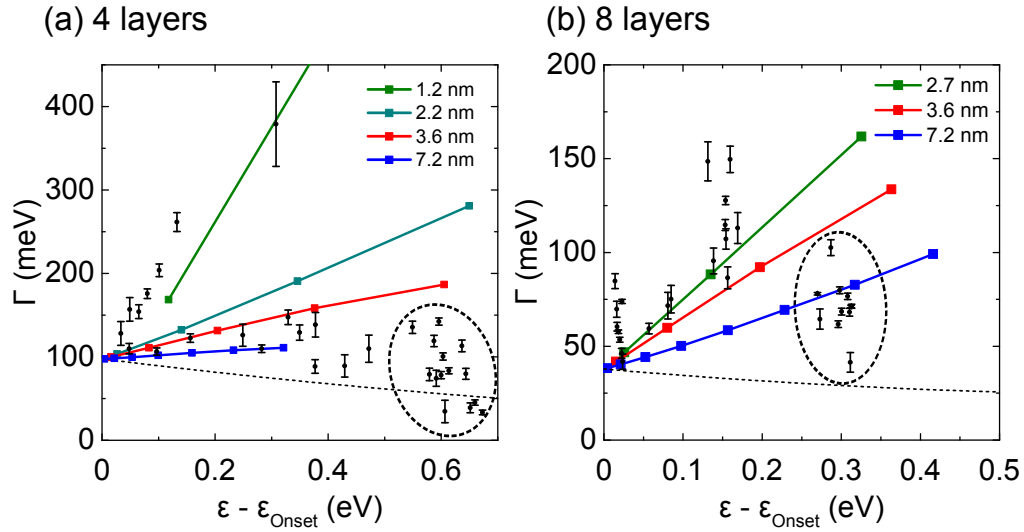 (a) 4 layers
400
300
200
100
0
Γ (meV)
1.2 nm
2.2 nm
3.6 nm
7.2 nm
0
0.2
0.4
0.6
ε - ε_Onset (eV)
(b) 8 layers
200
150
100
50
0
Γ (meV)
2.7 nm
3.6 nm
7.2 nm
0
0.1
0.2
0.3
0.4
0.5
ε - ε_Onset (eV)